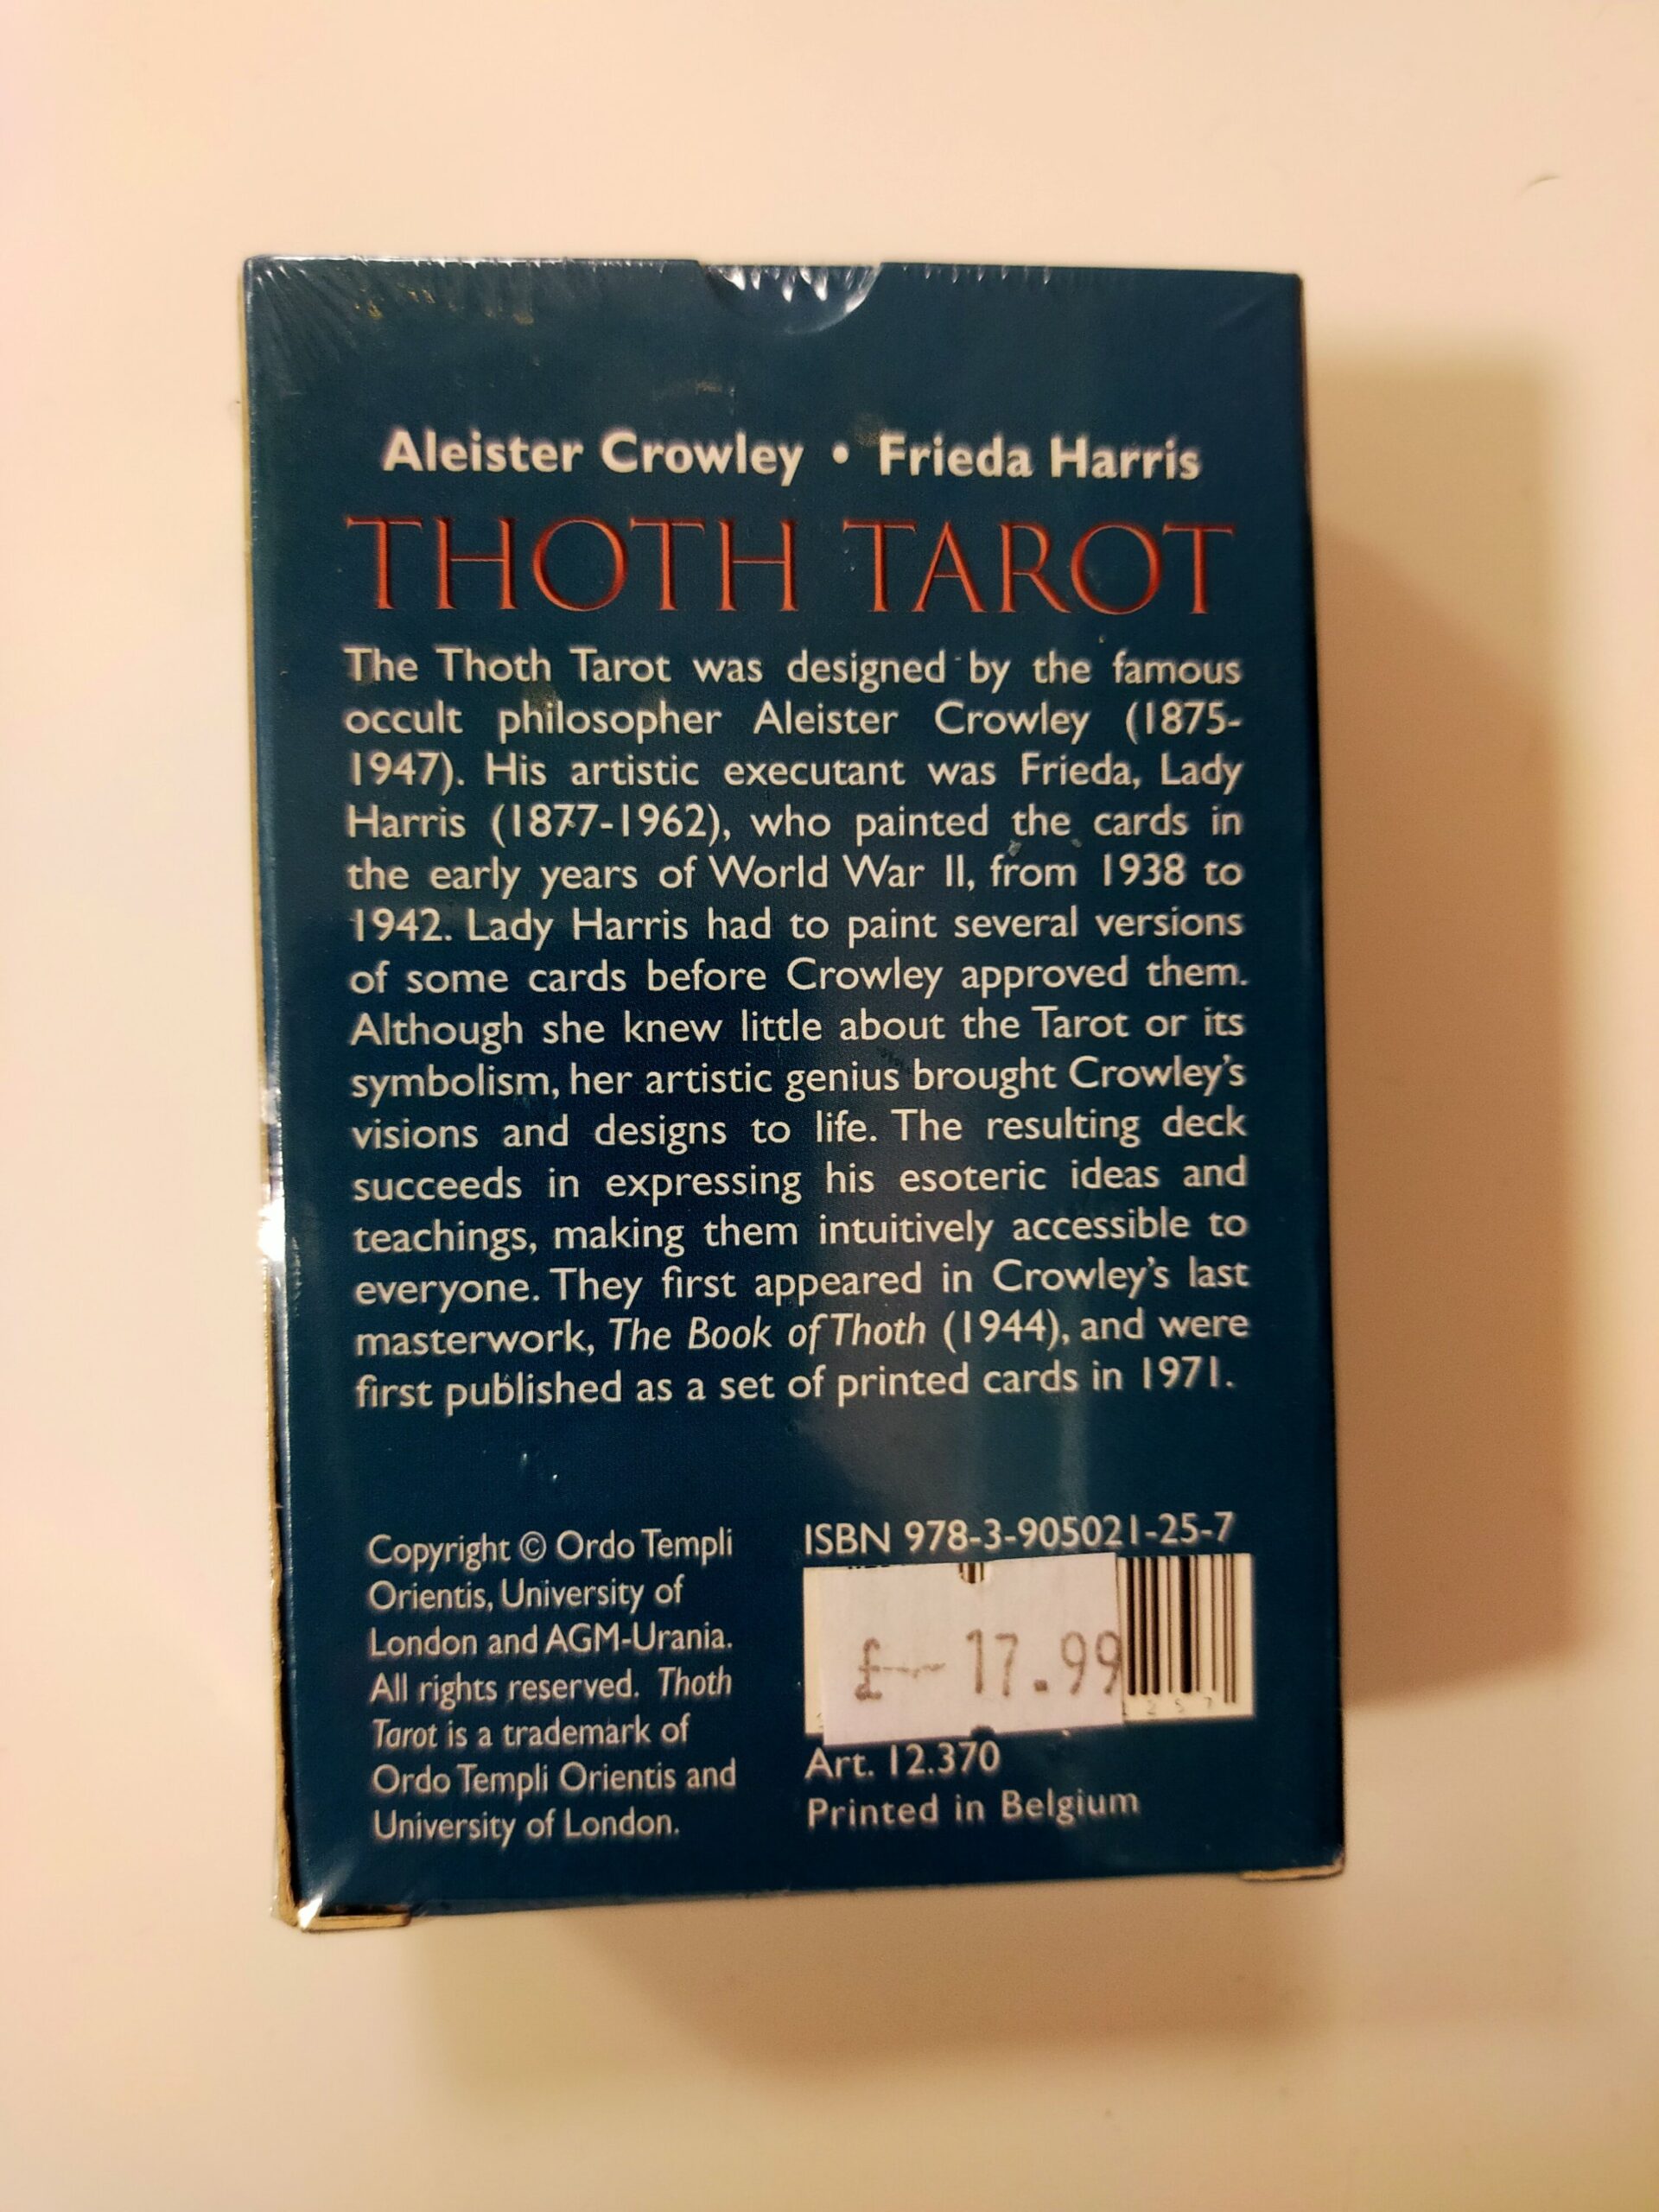 Aleister Crowley • Frieda Harris
THOTH TAROT
The Thoth Tarot was designed by the famous
occult philosopher Aleister Crowley (1875-
1947). His artistic executant was Frieda, Lady
Harris (1877-1962), who painted the cards in
the early years of World War II, from 1938 to
1942. Lady Harris had to paint several versions
of some cards before Crowley approved them.
Although she knew little about the Tarot or its
symbolism, her artistic genius brought Crowley's
visions and designs to life. The resulting deck
succeeds in expressing his esoteric ideas and
teachings, making them intuitively accessible to
everyone. They first appeared in Crowley's last
masterwork, The Book of Thoth (1944), and were
first published as a set of printed cards in 1971.
Copyright © Ordo Templi
Orientis, University of
London and AGM-Urania.
All rights reserved. Thoth
Tarot is a trademark of
Ordo Templi Orientis and
University of London.
ISBN 978-3-905021-25-7
£--17.99
Art. 12.370
Printed in Belgium